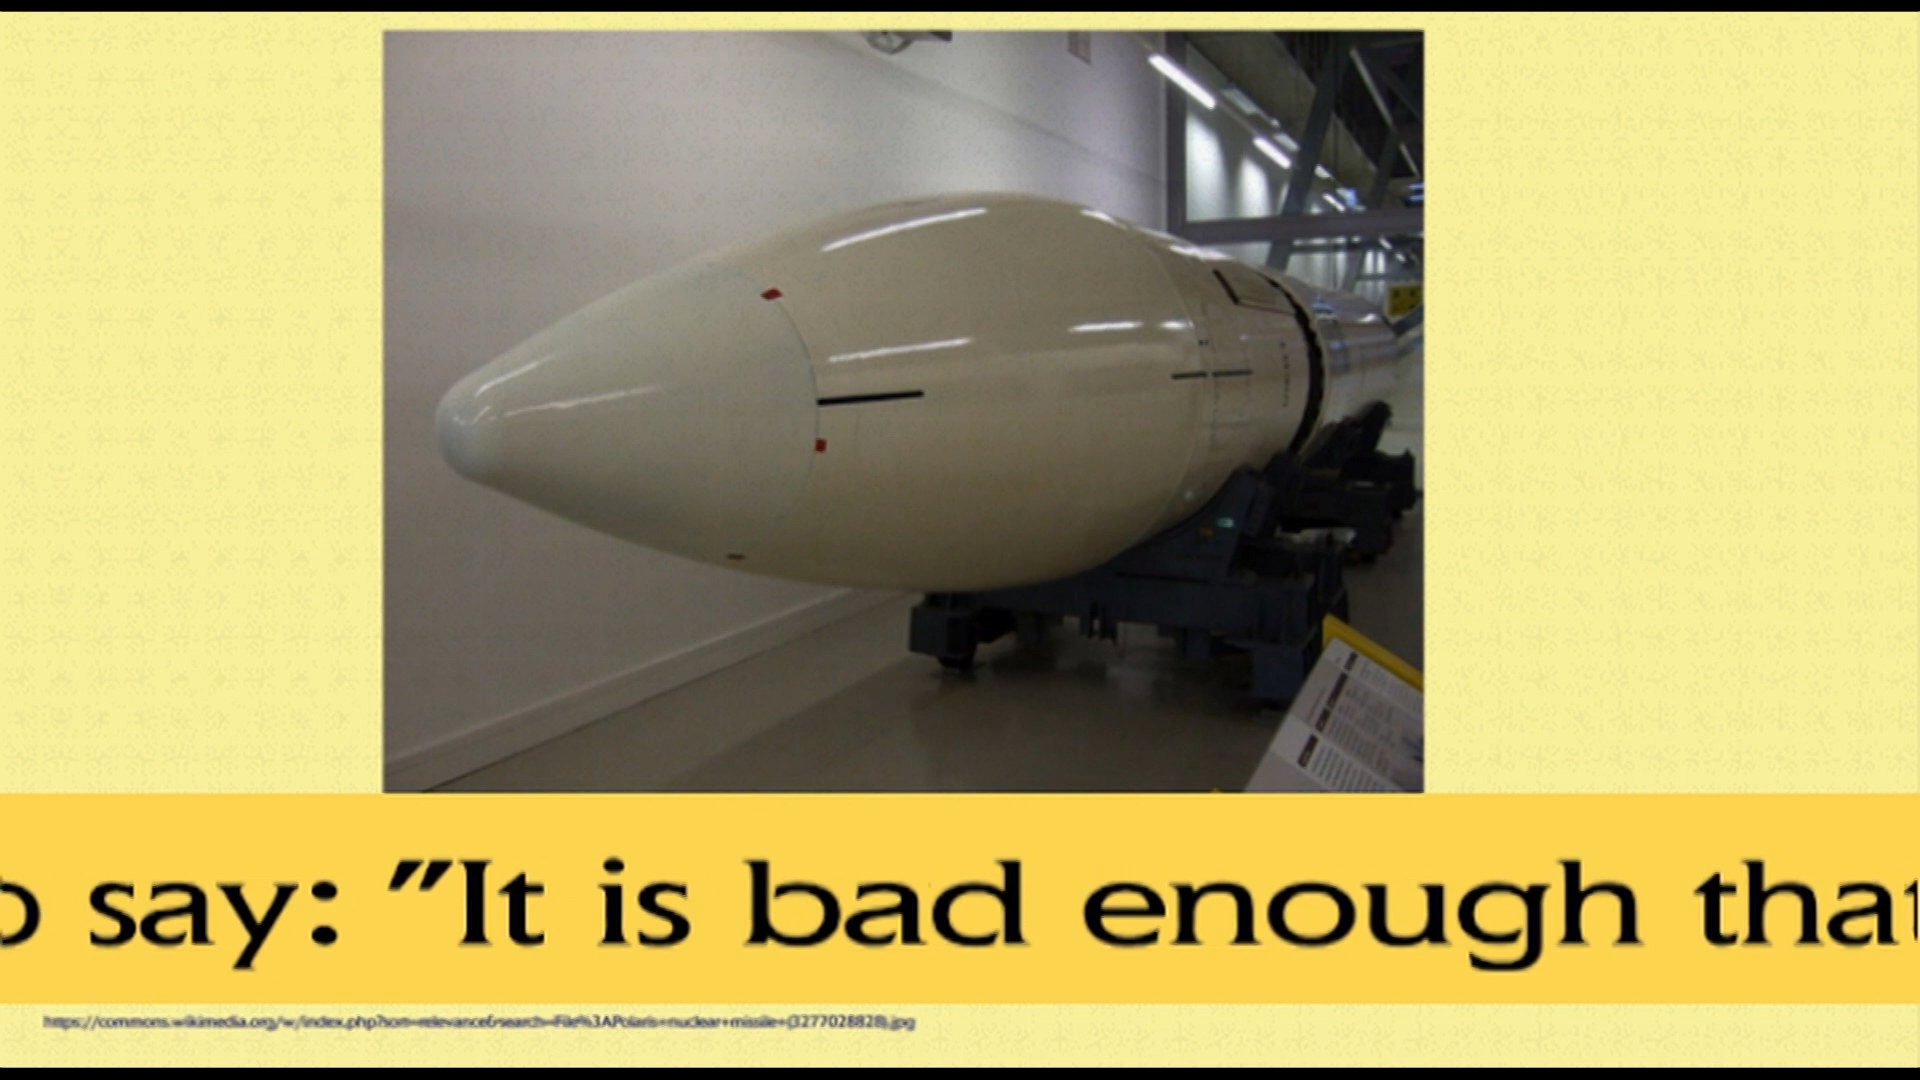 say: "It is bad enough that
https://commons.wikimedia.org/w/index.php?sort=relevance&search=File%3APolaris+nuclear+missile+(3277028828).jpg